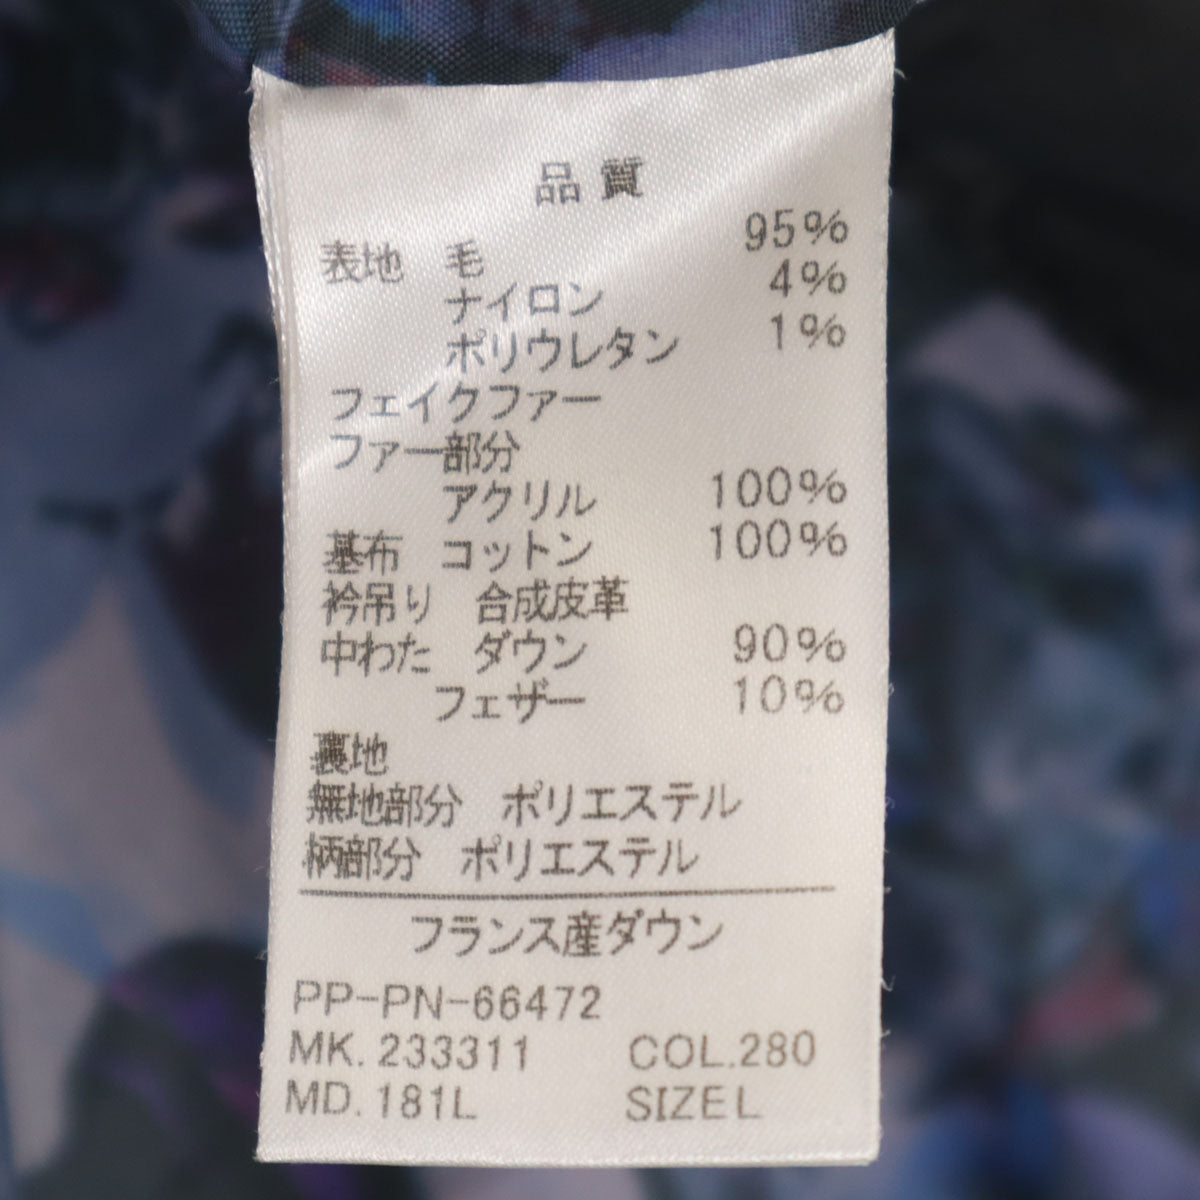 品質
表地 毛 95%
ナイロン 4%
ポリウレタン 1%
フェイクファー
ファー部分
アクリル 100%
基布 コットン 100%
衿吊り 合成皮革
中わた ダウン 90%
フェザー 10%
裏地
無地部分 ポリエステル
柄部分 ポリエステル
フランス産ダウン
PP-PN-66472
MK. 233311 COL.280
MD. 181L SIZE L